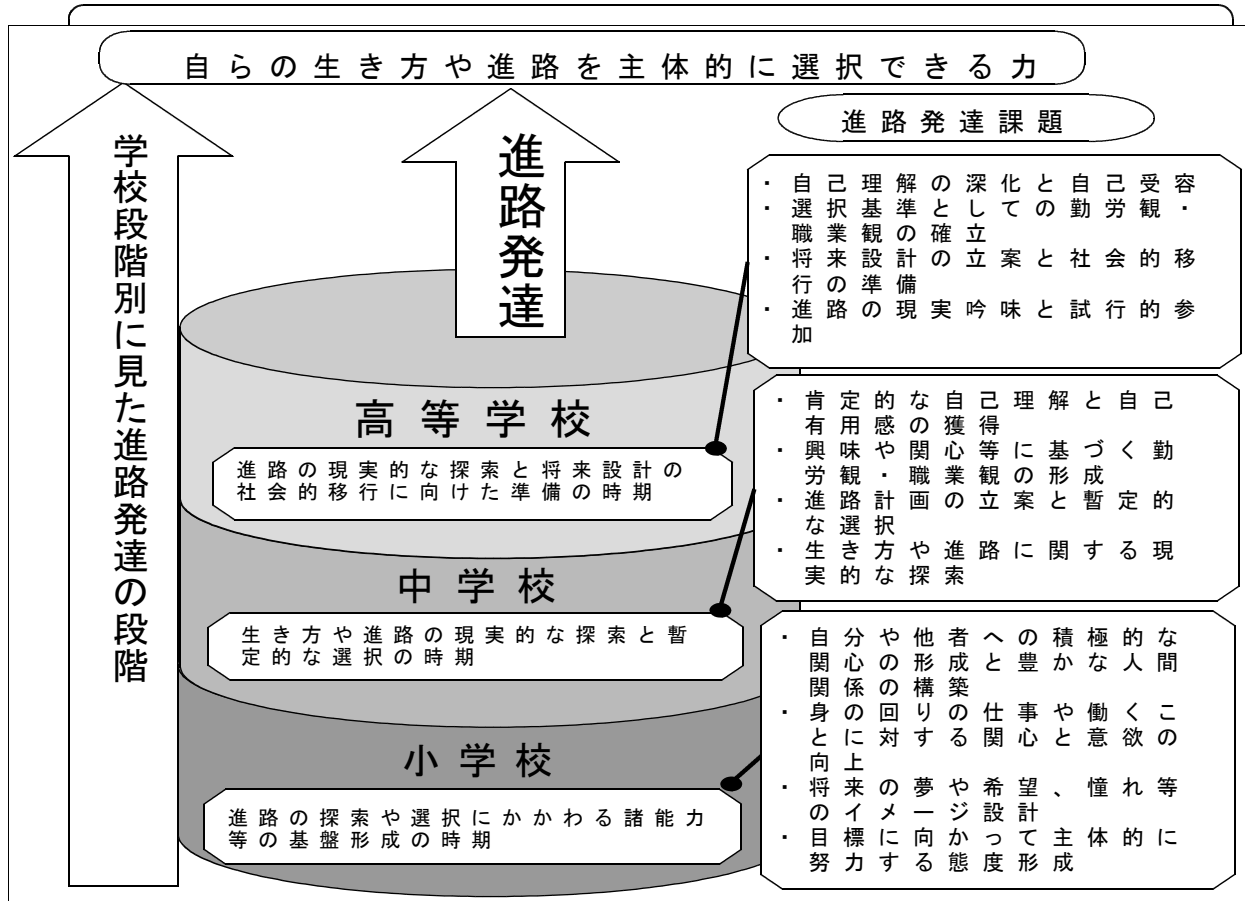 自らの生き方や進路を主体的に選択できる力
学校段階別に見た進路発達の段階
進路発達
進路発達課題
・自己理解の深化と自己受容
・選択基準としての勤労観・
職業観の確立
・将来設計の立案と社会的移
行の準備
・進路の現実吟味と試行的参
加
高等学校
進路の現実的な探索と将来設計の
社会的移行に向けた準備の時期
・肯定的な自己理解と自己
有用感の獲得
・興味や関心等に基づく勤
労観・職業観の形成
・進路計画の立案と暫定的
な選択
・生き方や進路に関する現
実的な探索
中学校
生き方や進路の現実的な探索と暫
定的な選択の時期
・自分や他者への積極的な
関心の形成と豊かな人間
関係の構築
・身の回りの仕事や働くこ
とに対する関心と意欲の
向上
・将来の夢や希望、憧れ等
のイメージ設計
・目標に向かって主体的に
努力する態度形成
小学校
進路の探索や選択にかかわる諸能力
等の基盤形成の時期